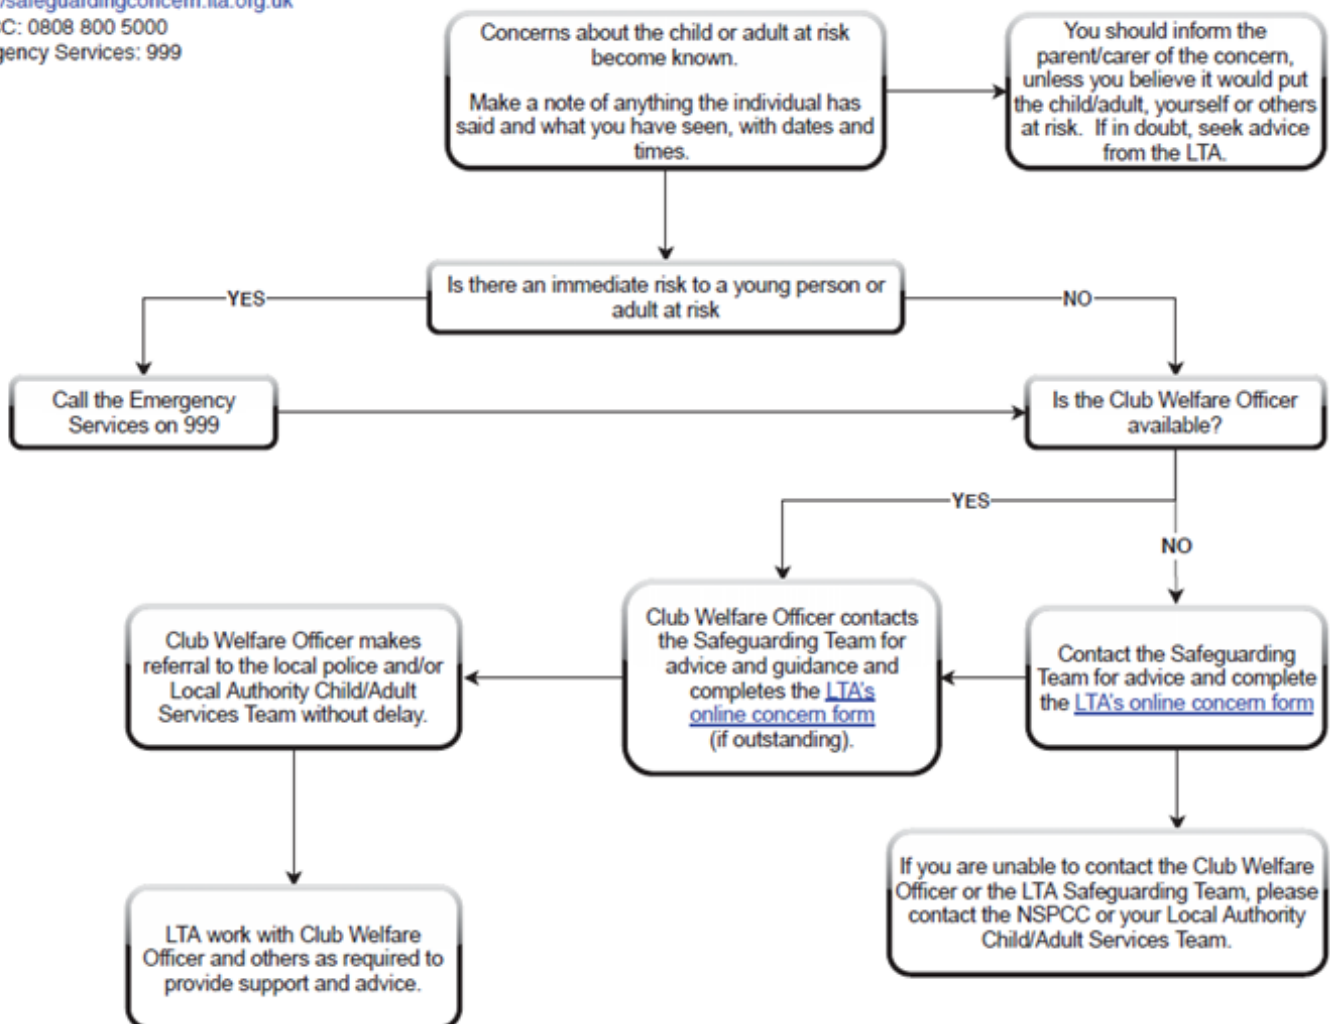 /safeguardingconcern.lta.org.uk
C: 0808 800 5000
gency Services: 999
Concerns about the child or adult at risk
become known.
Make a note of anything the individual has
said and what you have seen, with dates and
times.
You should inform the
parent/carer of the concern,
unless you believe it would put
the child/adult, yourself or others
at risk. If in doubt, seek advice
from the LTA.
Is there an immediate risk to a young person or
adult at risk
YES
NO
Call the Emergency
Services on 999
Is the Club Welfare Officer
available?
YES
NO
Club Welfare Officer makes
referral to the local police and/or
Local Authority Child/Adult
Services Team without delay.
Club Welfare Officer contacts
the Safeguarding Team for
advice and guidance and
completes the LTA's
online concern form
(if outstanding).
Contact the Safeguarding
Team for advice and complete
the LTA's online concern form
LTA work with Club Welfare
Officer and others as required to
provide support and advice.
If you are unable to contact the Club Welfare
Officer or the LTA Safeguarding Team, please
contact the NSPCC or your Local Authority
Child/Adult Services Team.